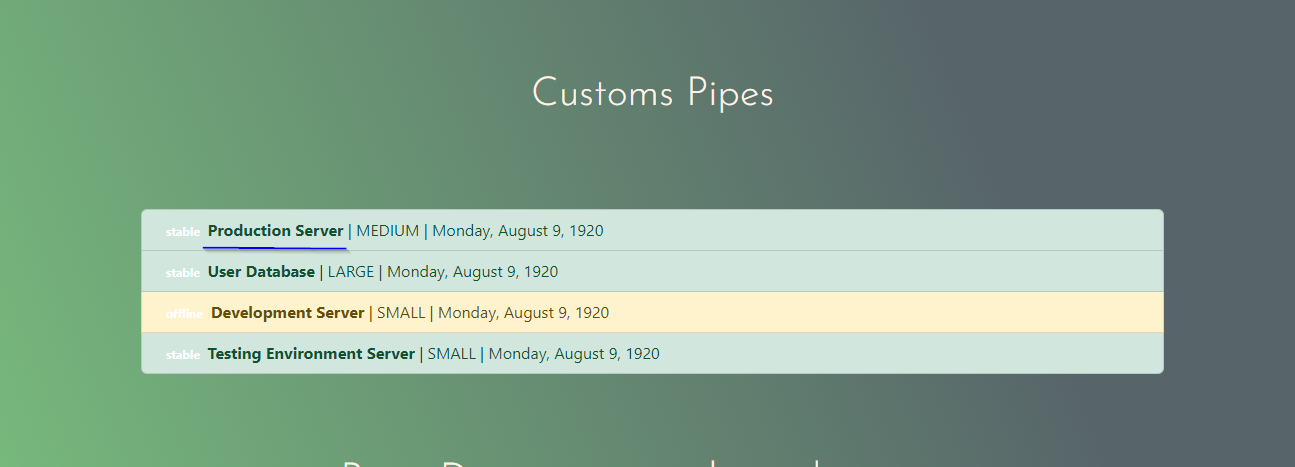 Customs Pipes
stable Production Server | MEDIUM | Monday, August 9, 1920
stable User Database | LARGE | Monday, August 9, 1920
offline Development Server | SMALL | Monday, August 9, 1920
stable Testing Environment Server | SMALL | Monday, August 9, 1920